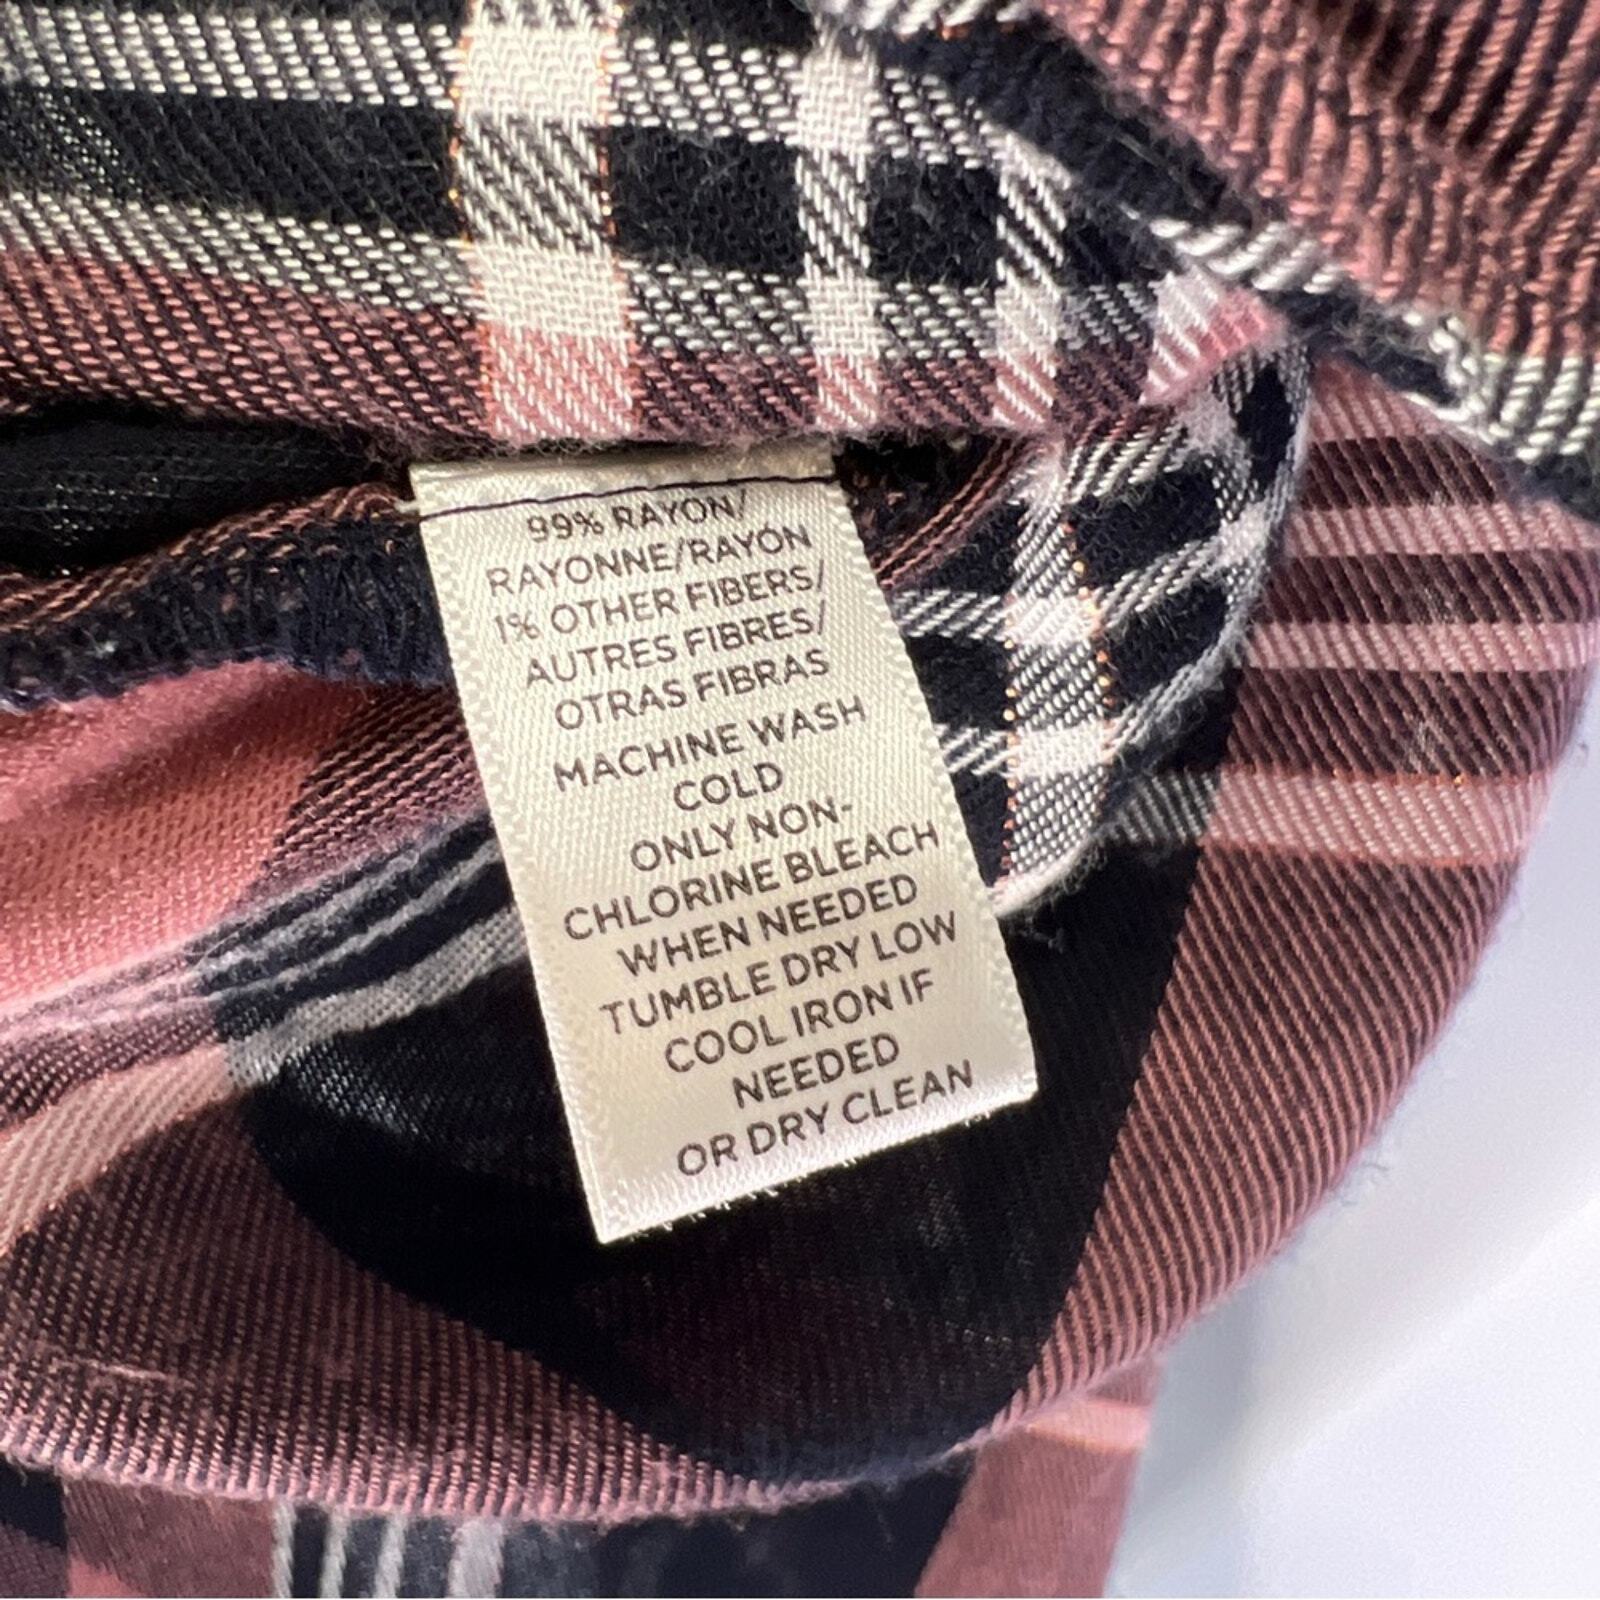 99% RAYON/
RAYONNE/RAYÓN
1% OTHER FIBERS/
AUTRES FIBRES/
OTRAS FIBRAS
MACHINE WASH
COLD
ONLY NON-
CHLORINE BLEACH
WHEN NEEDED
TUMBLE DRY LOW
COOL IRON IF
NEEDED
OR DRY CLEAN